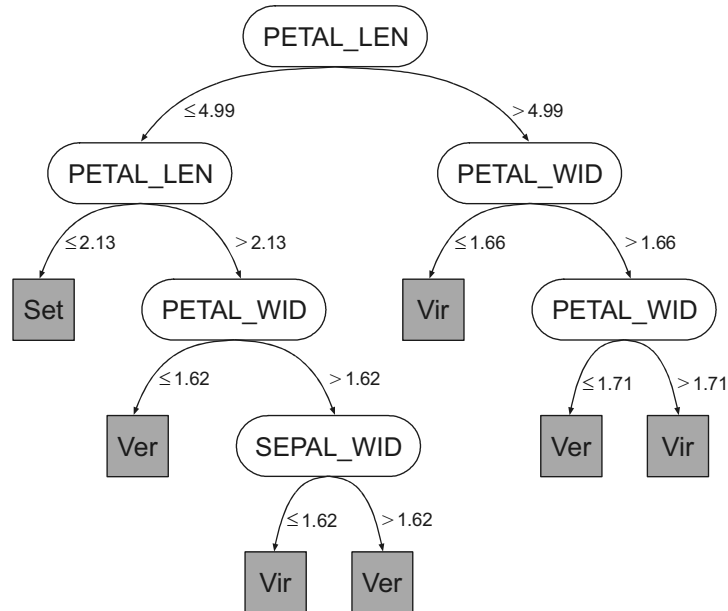 PETAL_LEN
≤4.99
>4.99
PETAL_LEN
PETAL_WID
≤2.13
>2.13
≤1.66
>1.66
Set
PETAL_WID
Vir
PETAL_WID
≤1.62
>1.62
≤1.71
>1.71
Ver
SEPAL_WID
Ver
Vir
≤1.62
>1.62
Vir
Ver